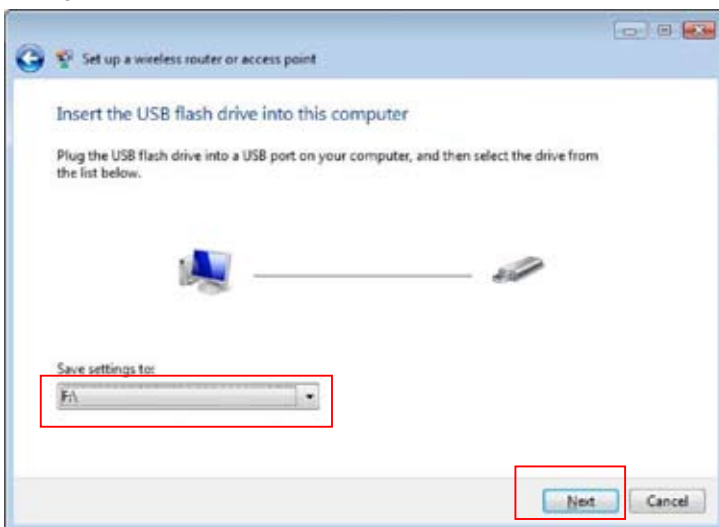 Set up a wireless router or access point
Insert the USB flash drive into this computer
Plug the USB flash drive into a USB port on your computer, and then select the drive from
the list below.
Save settings to:
F:\
Next
Cancel